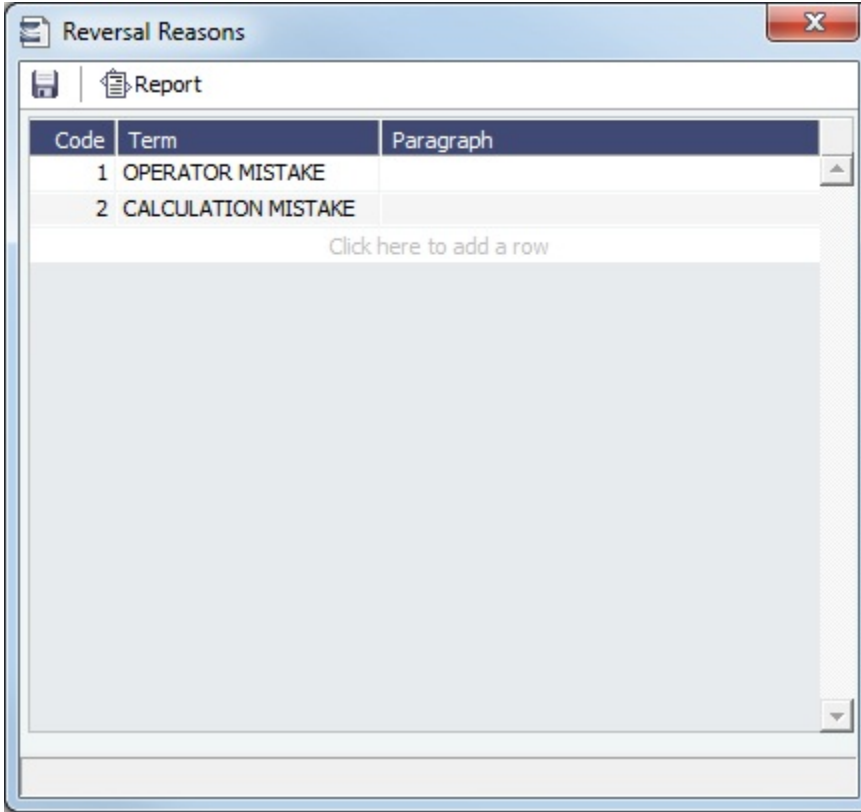 Reversal Reasons
Report
Code Term Paragraph
1 OPERATOR MISTAKE
2 CALCULATION MISTAKE
Click here to add a row